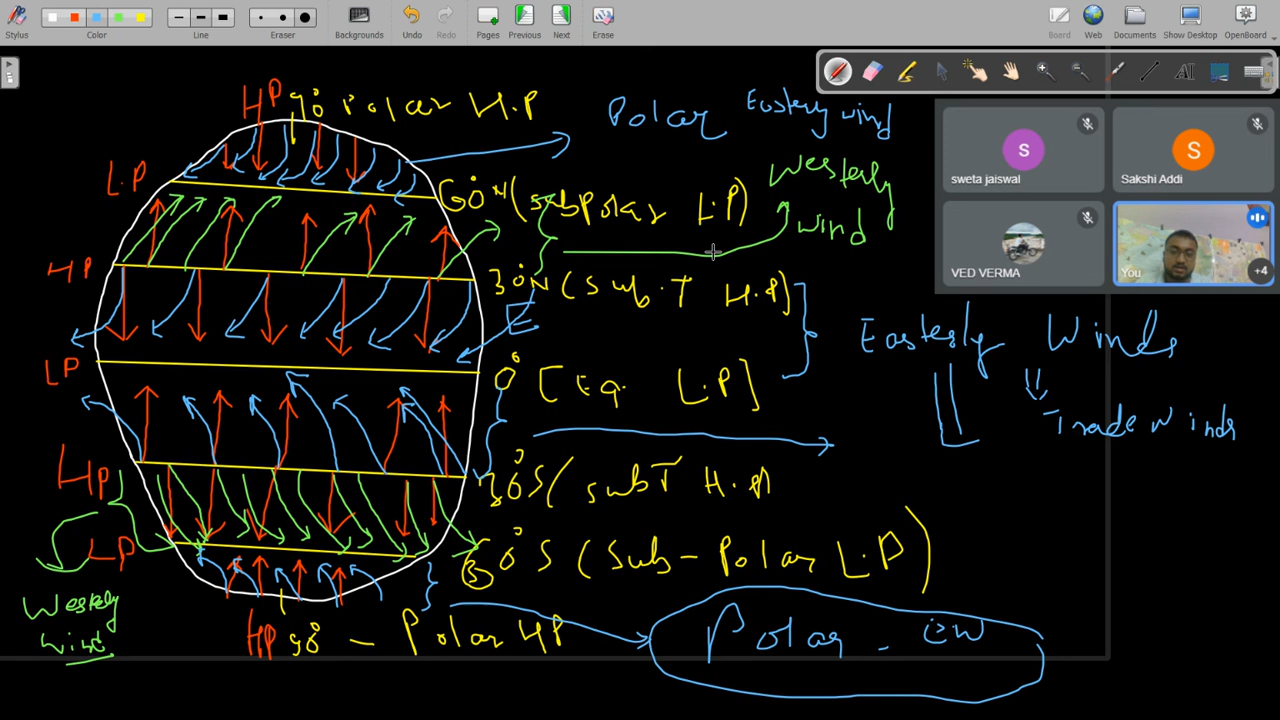 Stylus
Color
Line
Eraser
Backgrounds
Undo
Redo
Pages
Previous
Next
Erase
Board
Web
Documents
Show Desktop
OpenBoard
HP 90° Polar H.P
Polar Easterly wind
L.P
60°N (subpolar L.P)
Westerly wind
HP
30°N (Sub.T H.P)
E
Easterly Winds
LP
0° [Eq. L.P]
Trade Winds
HP
30°S (SubT H.P)
LP
60°S (Sub-Polar L.P)
Westerly
wind
HP 90° - Polar HP
Polar - EW
S
sweta jaiswal
S
Sakshi Addi
VED VERMA
You
+4